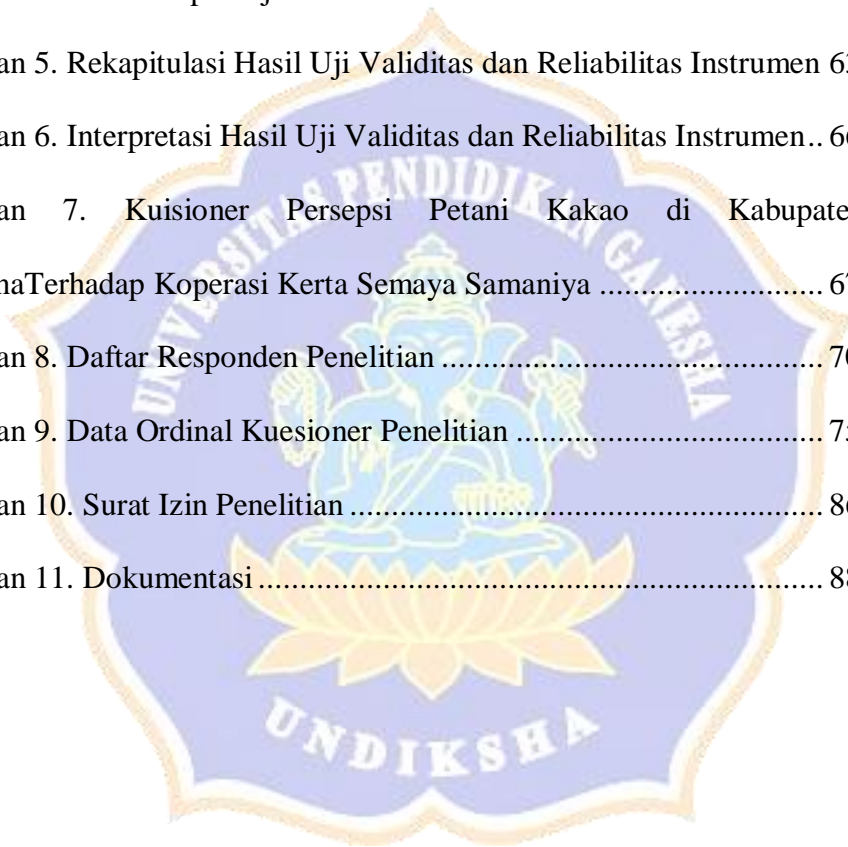 an 5. Rekapitulasi Hasil Uji Validitas dan Reliabilitas Instrumen 6
an 6. Interpretasi Hasil Uji Validitas dan Reliabilitas Instrumen.. 6
an 7. Kuisioner Persepsi Petani Kakao di Kabupate
naTerhadap Koperasi Kerta Semaya Samaniya ........................ 6
an 8. Daftar Responden Penelitian .................................................. 7
an 9. Data Ordinal Kuesioner Penelitian ........................................ 7
an 10. Surat Izin Penelitian .............................................................. 8
an 11. Dokumentasi ........................................................................... 8
UNIVERSITAS PENDIDIKAN GANESHA
UNDIKSHA